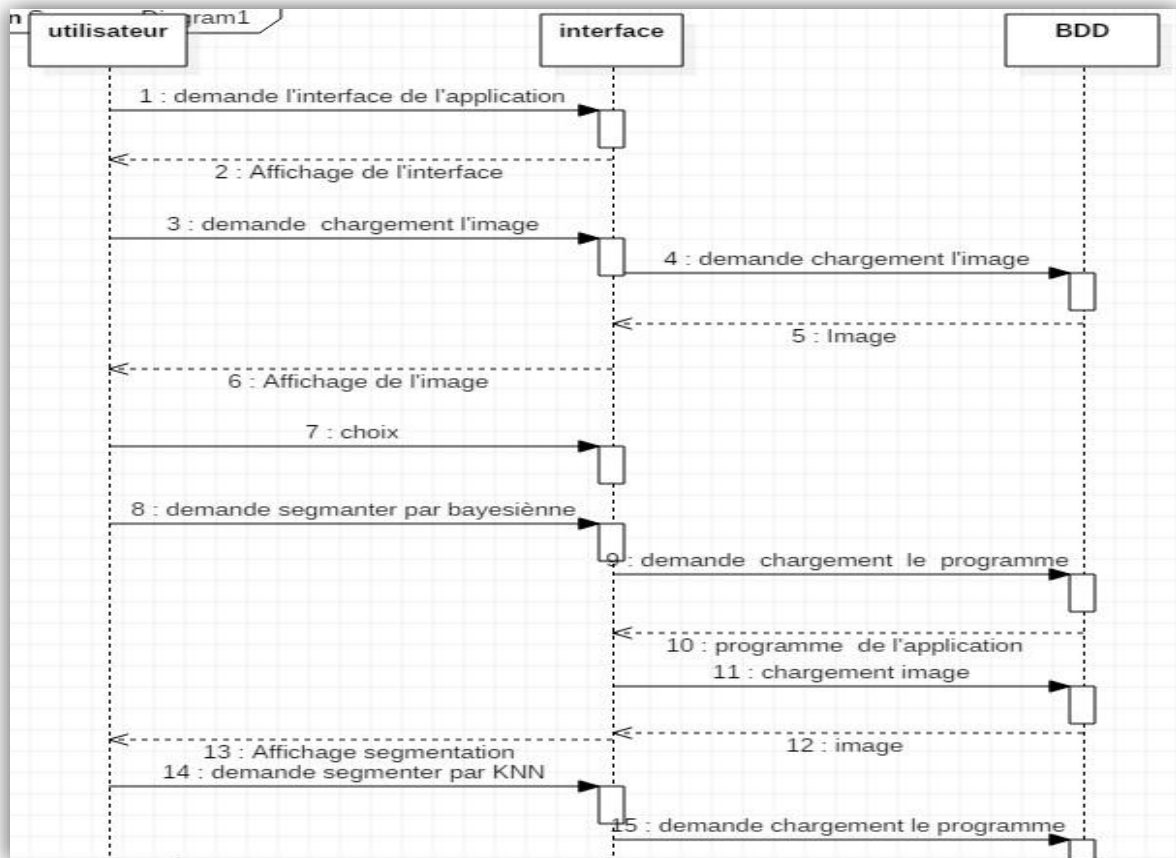 utilisateur
interface
BDD
1 : demande l'interface de l'application
2 : Affichage de l'interface
3 : demande  chargement l'image
4 : demande chargement l'image
5 : Image
6 : Affichage de l'image
7 : choix
8 : demande segmanter par bayesiènne
9 : demande  chargement  le  programme
10 : programme  de l'application
11 : chargement image
12 : image
13 : Affichage segmentation
14 : demande segmenter par KNN
15 : demande chargement le programme